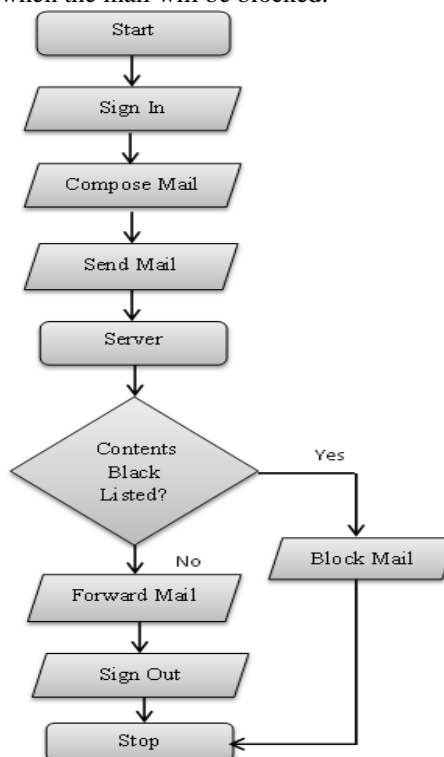 when the mail will be blocked.
Start
Sign In
Compose Mail
Send Mail
Server
Contents
Black
Listed?
Yes
No
Block Mail
Forward Mail
Sign Out
Stop